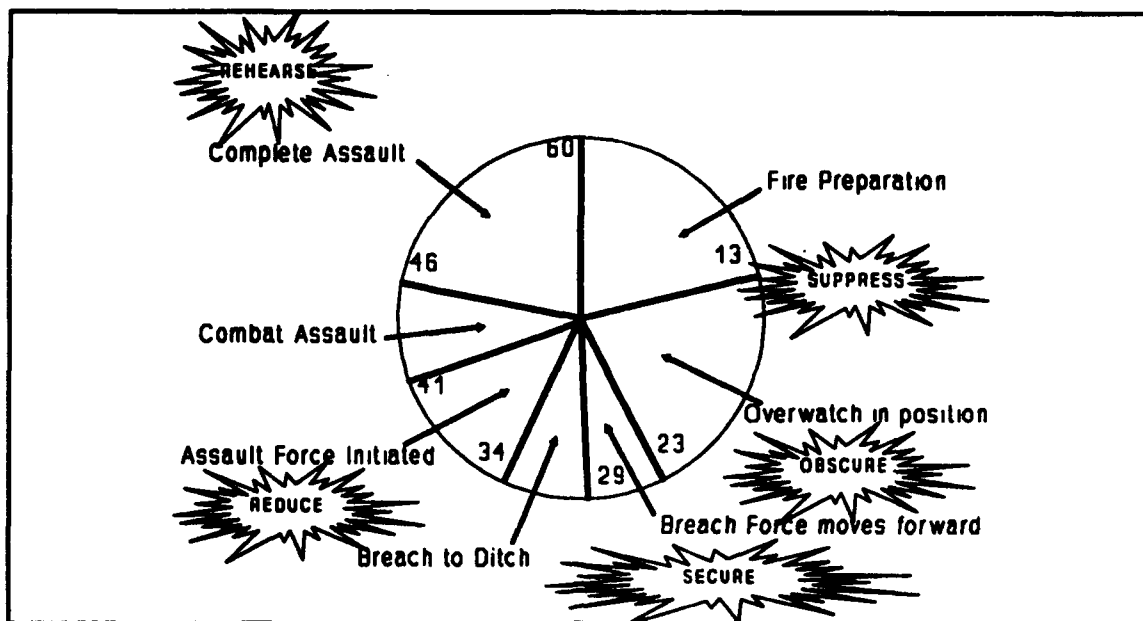 REHEARSE
Complete Assault
60
Fire Preparation
13
SUPPRESS
46
Combat Assault
41
Overwatch in position
Assault Force Initiated
34
29
23
OBSCURE
REDUCE
Breach Force moves forward
Breach to Ditch
SECURE